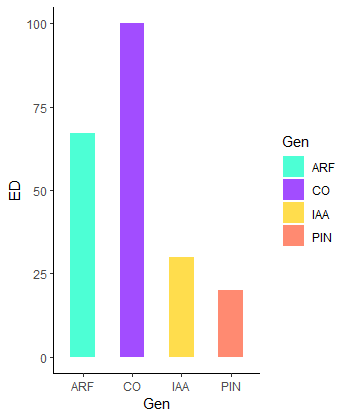 100
75
50
25
0
ED
ARF CO IAA PIN
Gen
Gen
ARF
CO
IAA
PIN